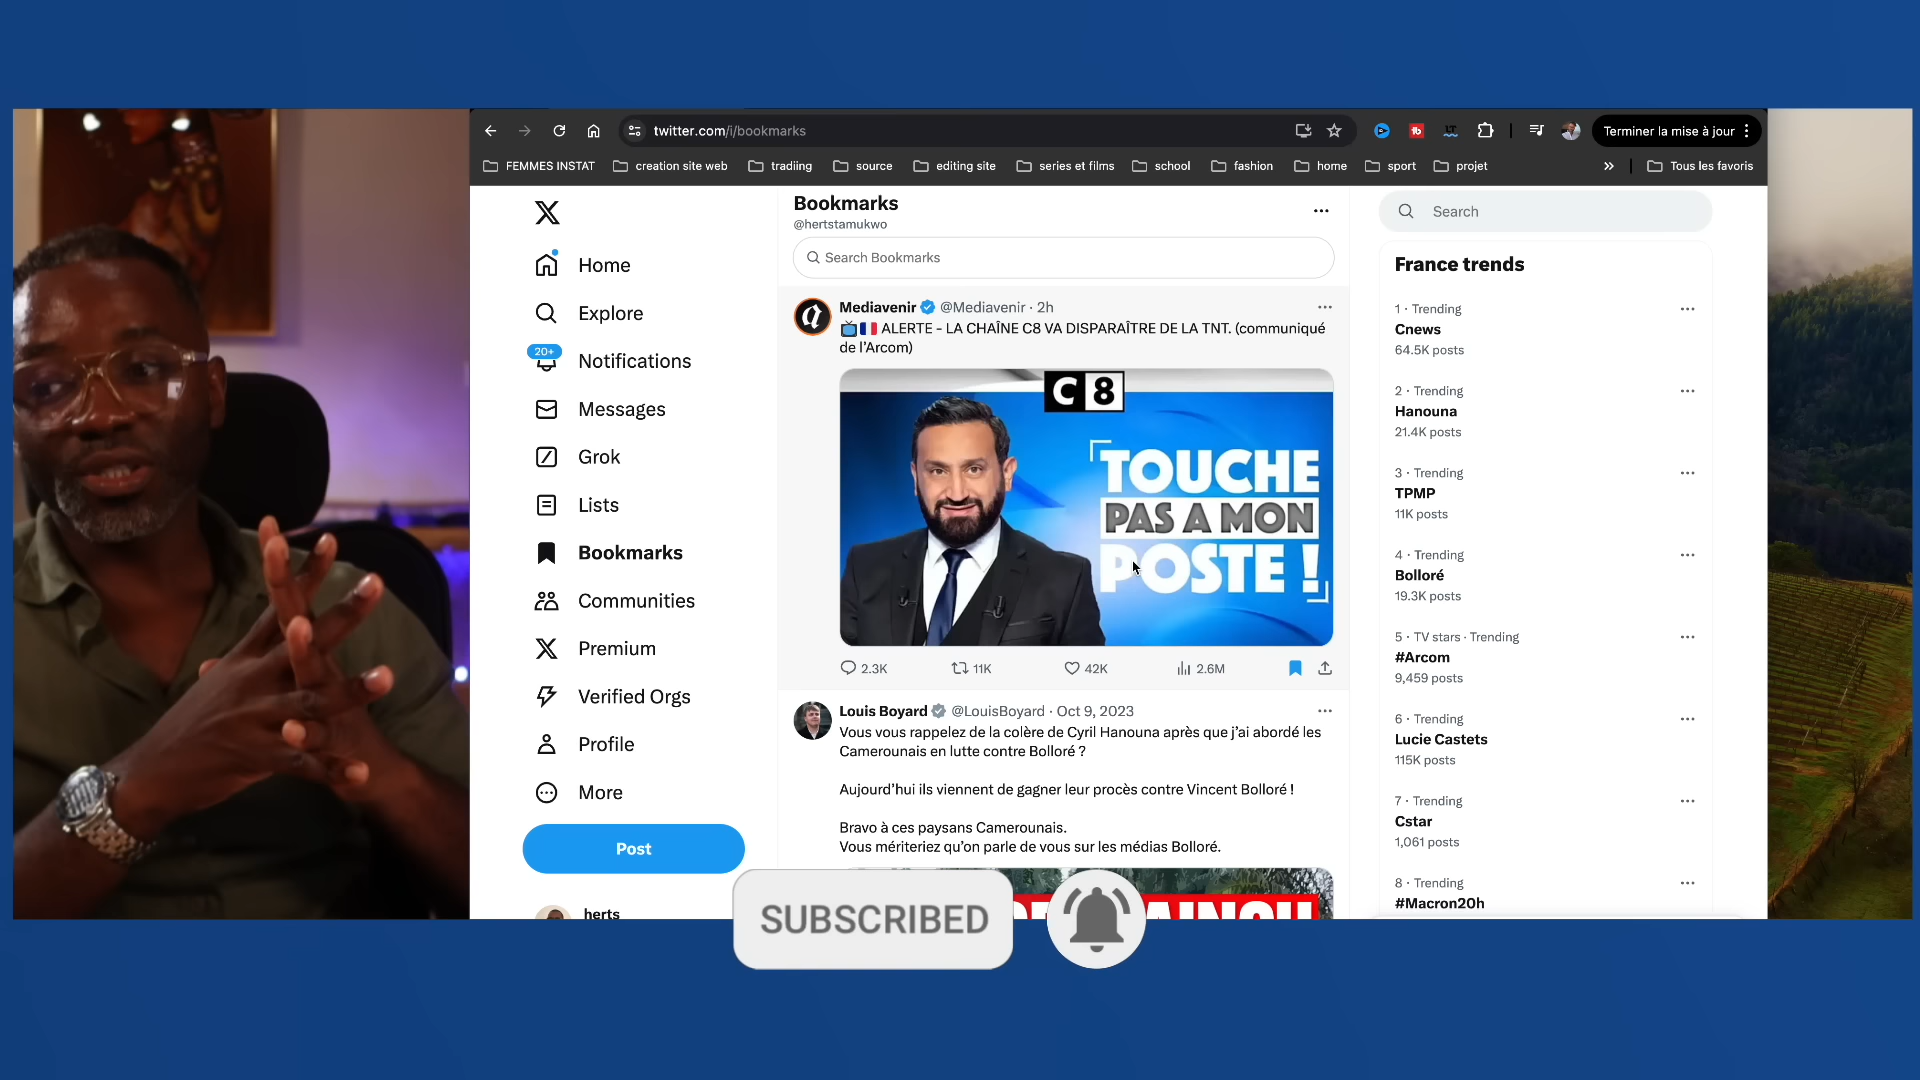 twitter.com/i/bookmarks
Terminer la mise à jour
FEMMES INSTAT
creation site web
tradiing
source
editing site
series et films
school
fashion
home
sport
projet
Tous les favoris
Home
Explore
20+
Notifications
Messages
Grok
Lists
Bookmarks
Communities
Premium
Verified Orgs
Profile
More
Post
herts
Bookmarks
@hertstamukwo
Search Bookmarks
Mediavenir @Mediavenir · 2h
ALERTE - LA CHAÎNE C8 VA DISPARAÎTRE DE LA TNT. (communiqué
de l'Arcom)
C8
TOUCHE
PAS A MON
POSTE !
2.3K
11K
42K
2.6M
Louis Boyard @LouisBoyard · Oct 9, 2023
Vous vous rappelez de la colère de Cyril Hanouna après que j'ai abordé les
Camerounais en lutte contre Bolloré ?
Aujourd'hui ils viennent de gagner leur procès contre Vincent Bolloré !
Bravo à ces paysans Camerounais.
Vous mériteriez qu'on parle de vous sur les médias Bolloré.
Search
France trends
1 · Trending
Cnews
64.5K posts
2 · Trending
Hanouna
21.4K posts
3 · Trending
TPMP
11K posts
4 · Trending
Bolloré
19.3K posts
5 · TV stars · Trending
#Arcom
9,459 posts
6 · Trending
Lucie Castets
115K posts
7 · Trending
Cstar
1,061 posts
8 · Trending
#Macron20h
SUBSCRIBED